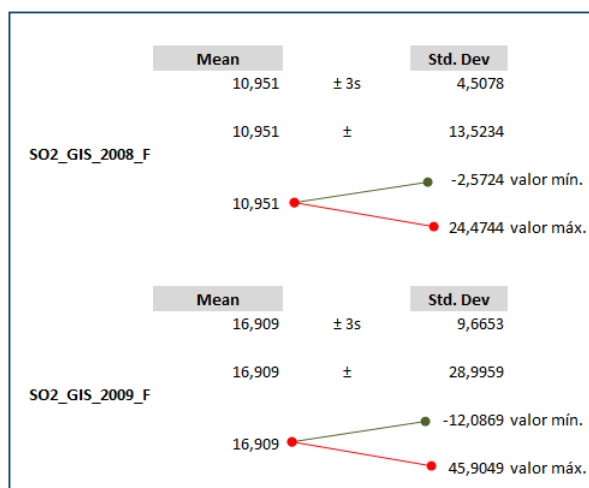 Mean Std. Dev
10,951 ± 3s 4,5078
10,951 ± 13,5234
SO2_GIS_2008_F
-2,5724 valor mín.
10,951
24,4744 valor máx.
Mean Std. Dev
16,909 ± 3s 9,6653
16,909 ± 28,9959
SO2_GIS_2009_F
-12,0869 valor mín.
16,909
45,9049 valor máx.